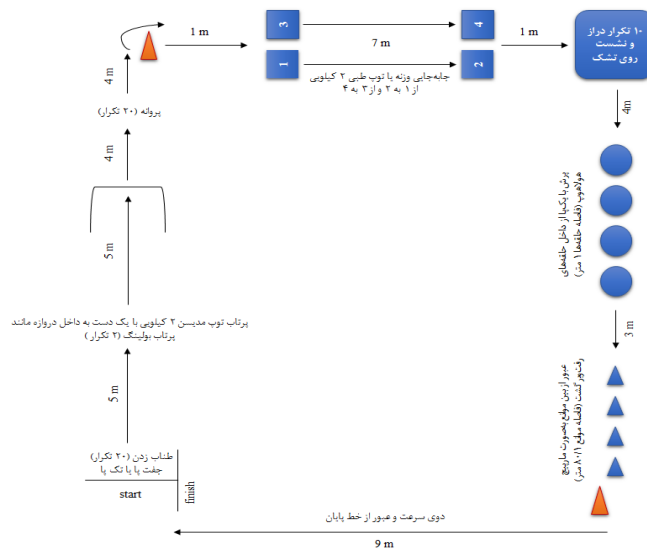 1 m
3
4
7 m
1
2
جابه‌جایی وزنه یا توپ طبی ۲ کیلویی
از ۱ به ۲ و از ۳ به ۴
1 m
۱۰ تکرار دراز
و نشست
روی تشک
4m
پرش با یک‌پا از داخل حلقه‌های
هولاهوپ (فاصله حلقه‌ها ۱ متر)
3 m
عبور از بین موانع به‌صورت مارپیچ
رفت‌وبرگشت (فاصله موانع ۸۰/۱ متر)
دوی سرعت و عبور از خط پایان
9 m
4 m
پروانه (۲۰ تکرار)
4 m
5 m
پرتاب توپ مدیسن ۲ کیلویی با یک دست به داخل دروازه مانند
پرتاب بولینگ (۲ تکرار )
5 m
طناب زدن (۲۰ تکرار)
جفت پا یا تک پا
start
finish